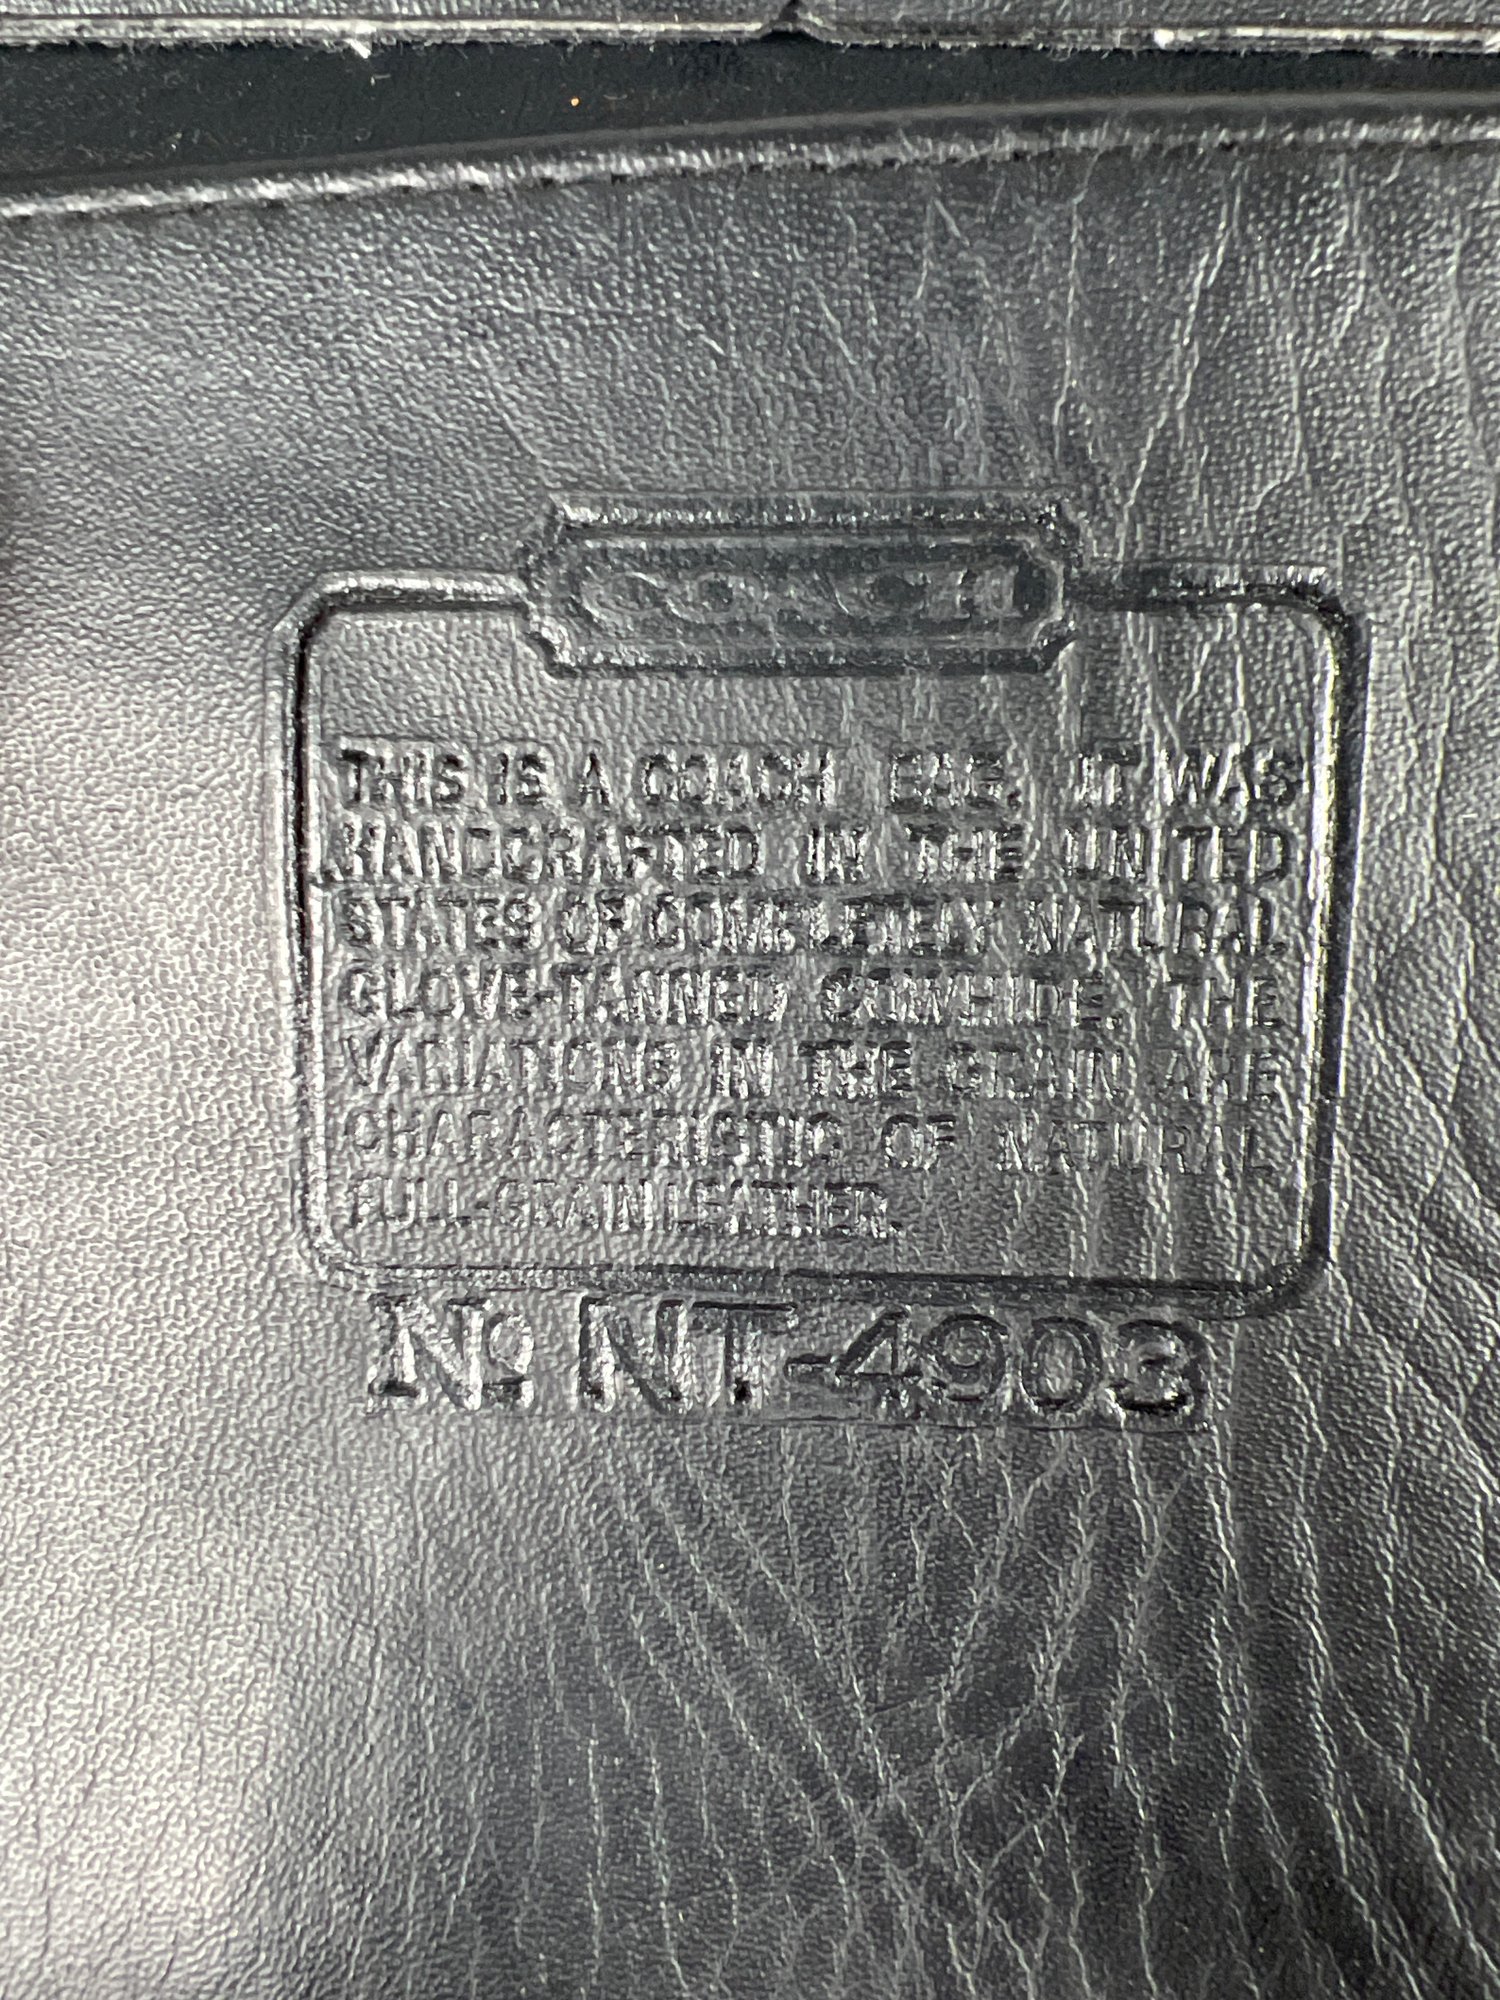 COACH
THIS IS A COACH BAG. IT WAS
HANDCRAFTED IN THE UNITED
STATES OF COMPLETELY NATURAL
GLOVE-TANNED COWHIDE. THE
VARIATIONS IN THE GRAIN ARE
CHARACTERISTIC OF NATURAL
FULL-GRAIN LEATHER.
No NT-4903